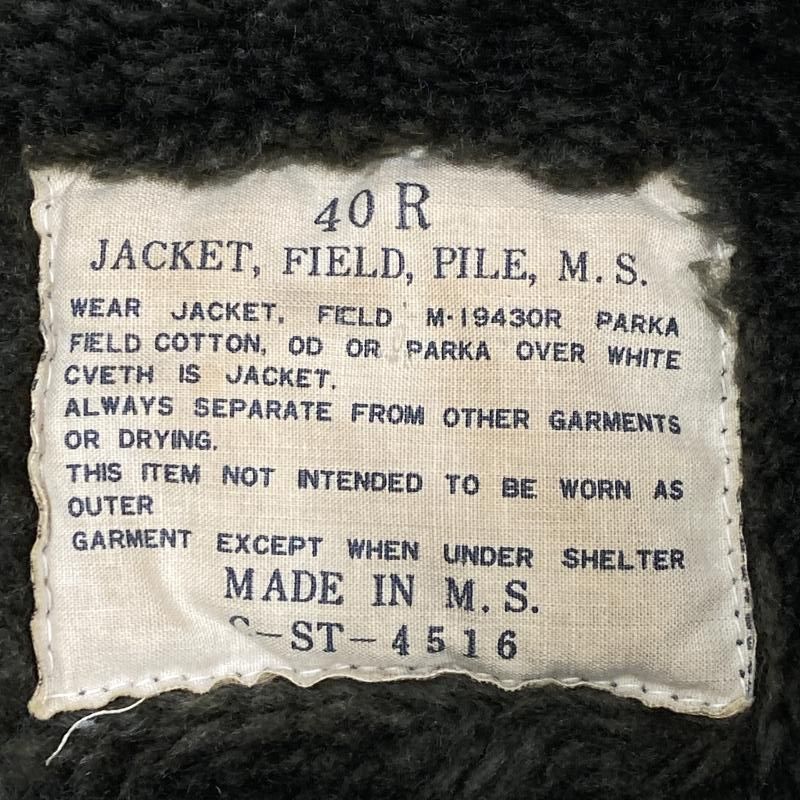 40 R
JACKET, FIELD, PILE, M.S.
WEAR JACKET. FIELD M-1943OR PARKA
FIELD COTTON, OD OR PARKA OVER WHITE
CVETH IS JACKET.
ALWAYS SEPARATE FROM OTHER GARMENTS
OR DRYING.
THIS ITEM NOT INTENDED TO BE WORN AS
OUTER
GARMENT EXCEPT WHEN UNDER SHELTER
MADE IN M.S.
S-ST-4516